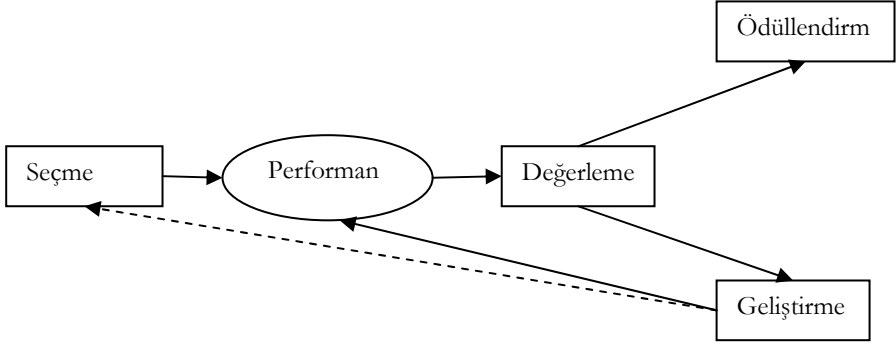 Ödüllendirm
Seçme
Performan
Değerleme
Geliştirme